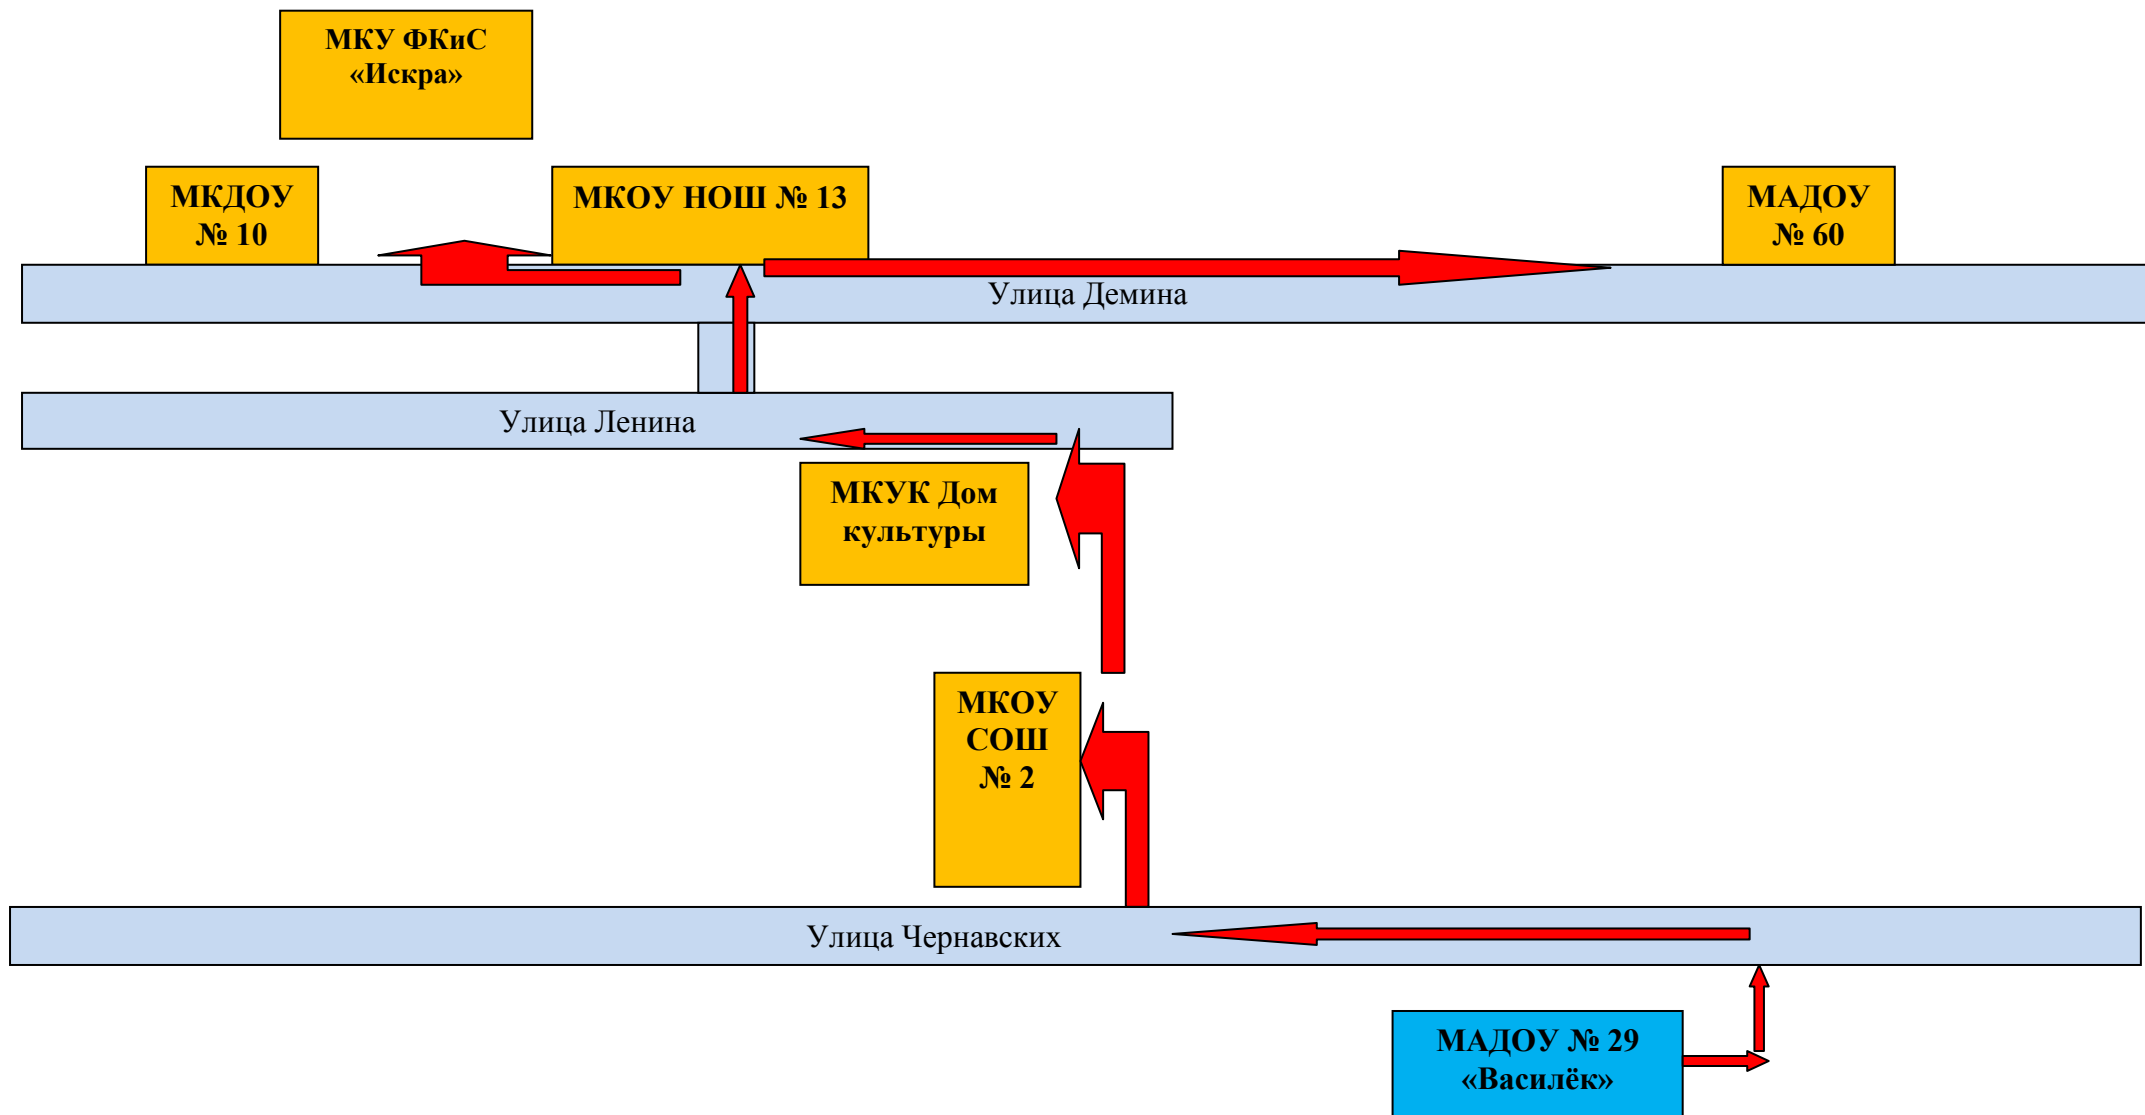 МКУ ФКиС
«Искра»
МКДОУ
№ 10
МКОУ НОШ № 13
МАДОУ
№ 60
Улица Демина
Улица Ленина
МКУК Дом
культуры
МКОУ
СОШ
№ 2
Улица Чернавских
МАДОУ № 29
«Василёк»